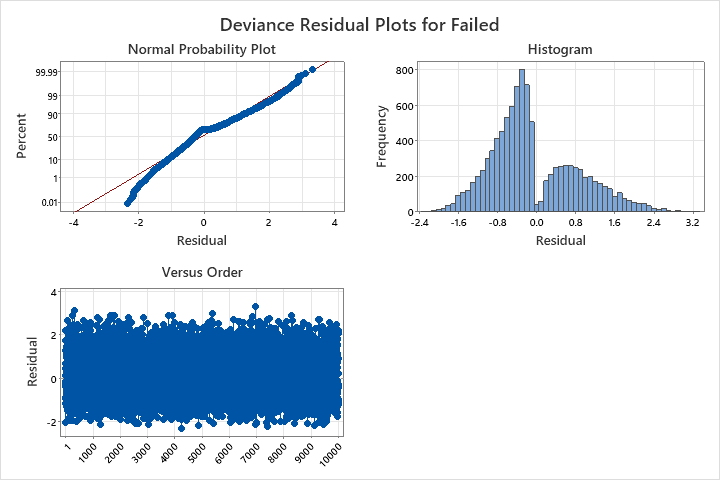 Deviance Residual Plots for Failed
Normal Probability Plot
Percent
99.99
99
90
50
10
1
0.01
-4 -2 0 2 4
Residual
Histogram
Frequency
800
600
400
200
0
-2.4 -1.6 -0.8 0.0 0.8 1.6 2.4 3.2
Residual
Versus Order
Residual
4
2
0
-2
1 1000 2000 3000 4000 5000 6000 7000 8000 9000 10000